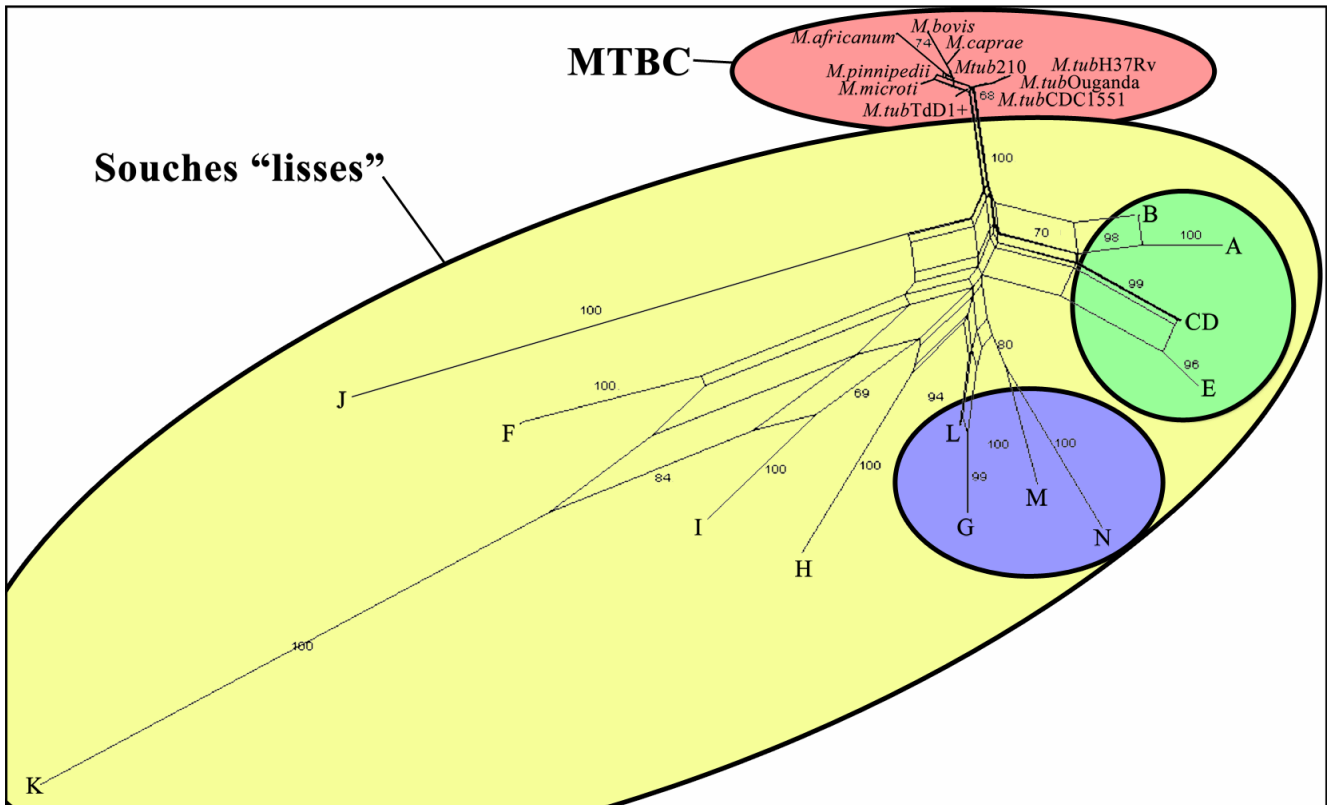 M.bovis
M.africanum
74
M.caprae
MTBC
M.pinnipedii
Mtub210
M.tubH37Rv
M.microti
M.tubOuganda
68
M.tubCDC1551
M.tubTdD1+
Souches “lisses”
100
B
70
98
100
A
99
100
CD
80
96
E
J
100
69
94
F
L
84
100
100
100
100
99
M
I
G
N
H
100
K